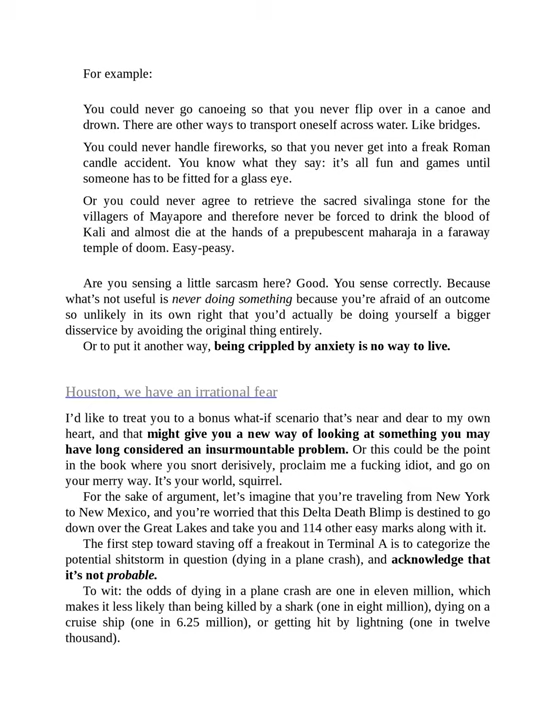 For example:
You could never go canoeing so that you never flip over in a canoe and
drown. There are other ways to transport oneself across water. Like bridges.
You could never handle fireworks, so that you never get into a freak Roman
candle accident. You know what they say: it’s all fun and games until
someone has to be fitted for a glass eye.
Or you could never agree to retrieve the sacred sivalinga stone for the
villagers of Mayapore and therefore never be forced to drink the blood of
Kali and almost die at the hands of a prepubescent maharaja in a faraway
temple of doom. Easy-peasy.
Are you sensing a little sarcasm here? Good. You sense correctly. Because
what’s not useful is never doing something because you’re afraid of an outcome
so unlikely in its own right that you’d actually be doing yourself a bigger
disservice by avoiding the original thing entirely.
Or to put it another way, being crippled by anxiety is no way to live.
Houston, we have an irrational fear
I’d like to treat you to a bonus what-if scenario that’s near and dear to my own
heart, and that might give you a new way of looking at something you may
have long considered an insurmountable problem. Or this could be the point
in the book where you snort derisively, proclaim me a fucking idiot, and go on
your merry way. It’s your world, squirrel.
For the sake of argument, let’s imagine that you’re traveling from New York
to New Mexico, and you’re worried that this Delta Death Blimp is destined to go
down over the Great Lakes and take you and 114 other easy marks along with it.
The first step toward staving off a freakout in Terminal A is to categorize the
potential shitstorm in question (dying in a plane crash), and acknowledge that
it’s not probable.
To wit: the odds of dying in a plane crash are one in eleven million, which
makes it less likely than being killed by a shark (one in eight million), dying on a
cruise ship (one in 6.25 million), or getting hit by lightning (one in twelve
thousand).